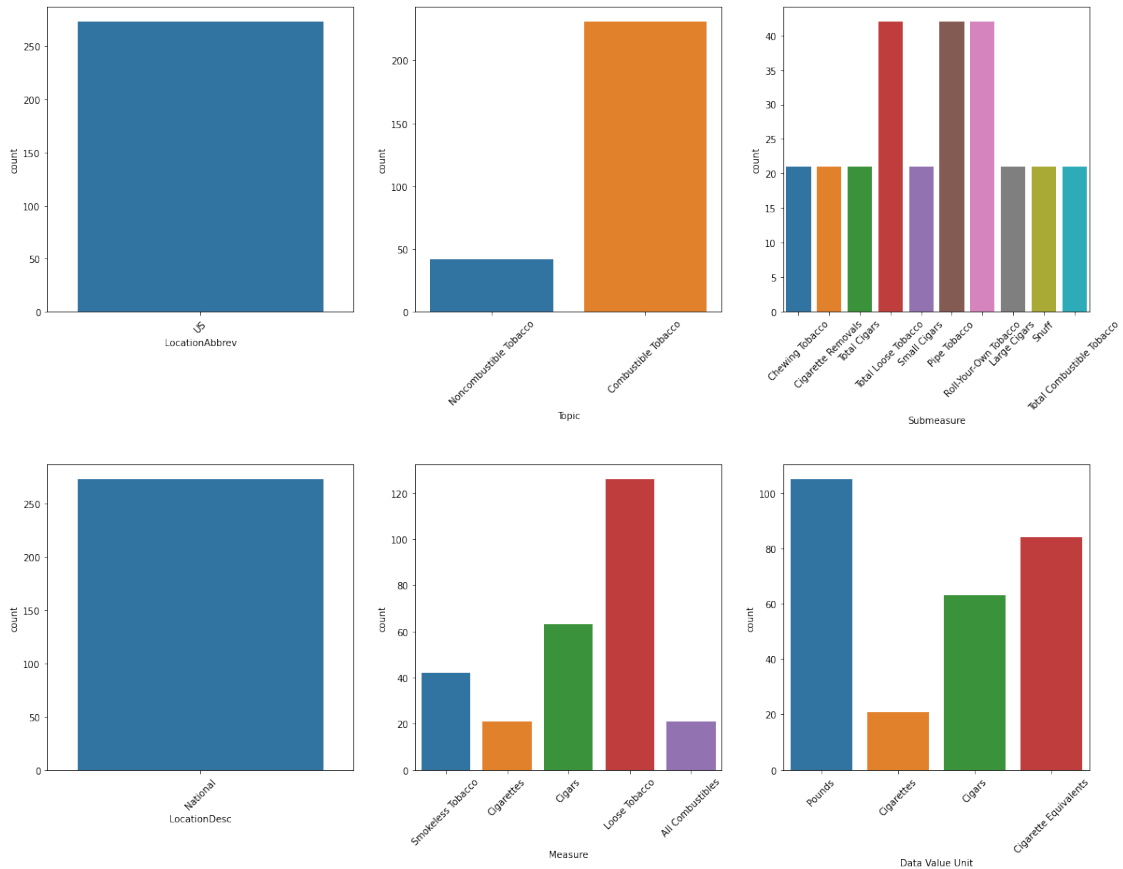 250
200
150
100
50
0
count
US
LocationAbbrev
200
150
100
50
0
count
Noncombustible Tobacco
Combustible Tobacco
Topic
40
35
30
25
20
15
10
5
0
count
Chewing Tobacco
Cigarette Removals
Total Cigars
Total Loose Tobacco
Small Cigars
Pipe Tobacco
Roll-Your-Own Tobacco
Large Cigars
Snuff
Total Combustible Tobacco
Submeasure
250
200
150
100
50
0
count
National
LocationDesc
120
100
80
60
40
20
0
count
Smokeless Tobacco
Cigarettes
Cigars
Loose Tobacco
All Combustibles
Measure
100
80
60
40
20
0
count
Pounds
Cigarettes
Cigars
Cigarette Equivalents
Data Value Unit